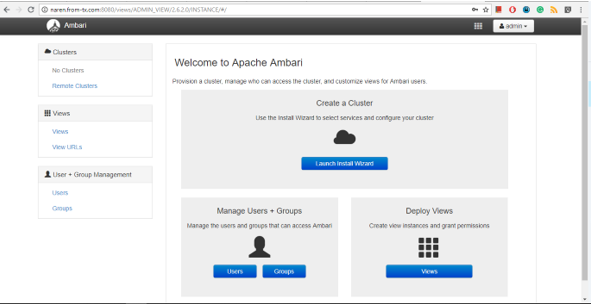 naren.from-tx.com:8080/views/ADMIN_VIEW/2.6.2.0/INSTANCE/#/
Ambari
admin
Clusters
No Clusters
Remote Clusters
Views
Views
View URLs
User + Group Management
Users
Groups
Welcome to Apache Ambari
Provision a cluster, manage who can access the cluster, and customize views for Ambari users.
Create a Cluster
Use the Install Wizard to select services and configure your cluster
Launch Install Wizard
Manage Users + Groups
Manage the users and groups that can access Ambari
Users Groups
Deploy Views
Create view instances and grant permissions
Views